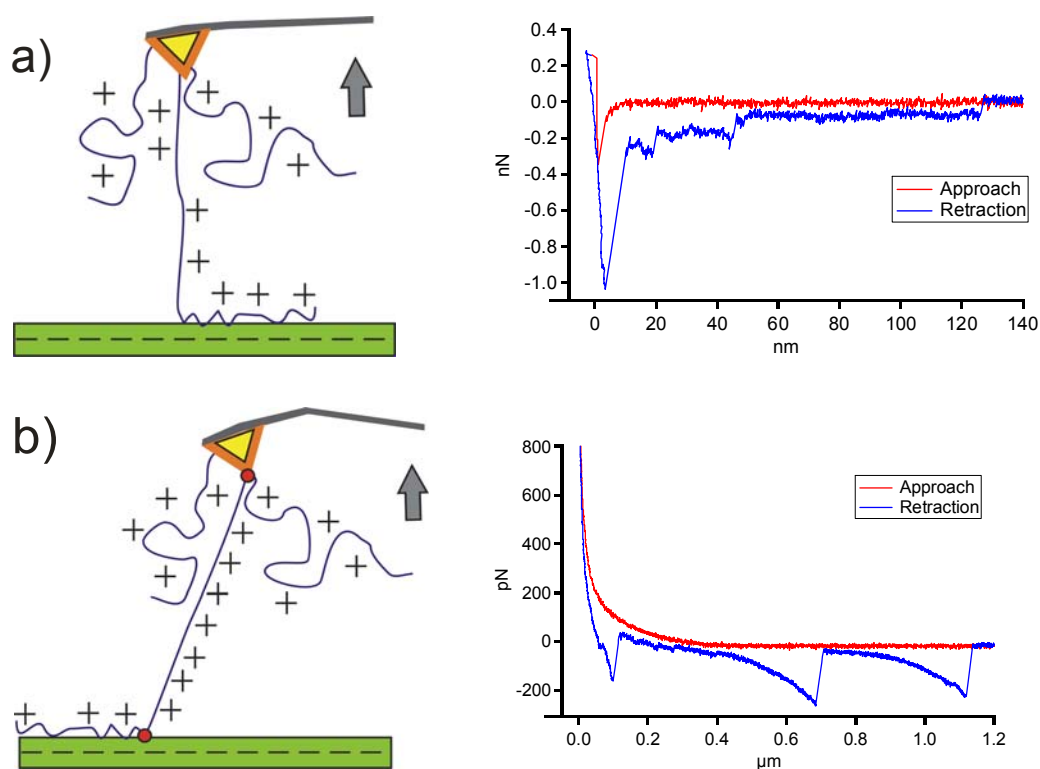 a)
+ + + + + + + + + + + + +
nN
0.4
0.2
0.0
-0.2
-0.4
-0.6
-0.8
-1.0
Approach
Retraction
0 20 40 60 80 100 120 140
nm
b)
+ + + + + + + + + + + + + + + + + + +
pN
800
600
400
200
0
-200
Approach
Retraction
0.0 0.2 0.4 0.6 0.8 1.0 1.2
µm